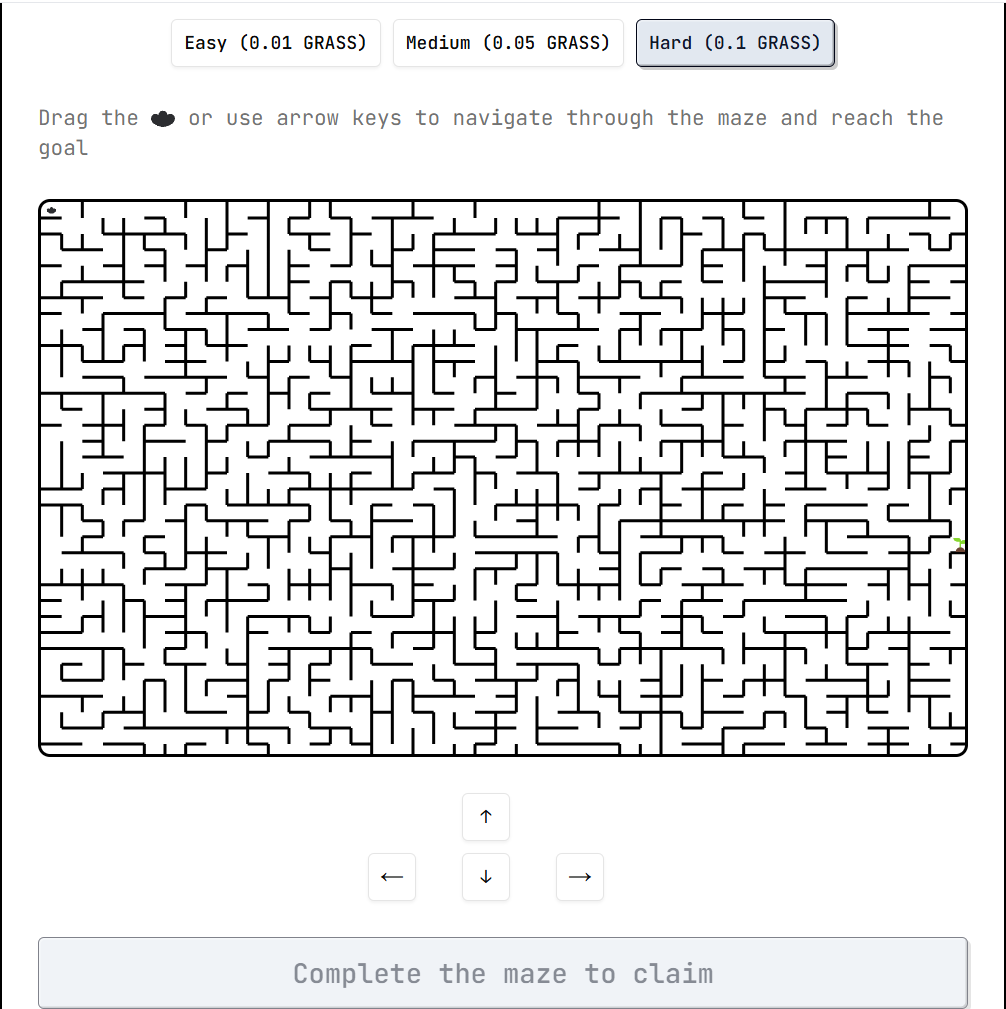 Easy (0.01 GRASS)
Medium (0.05 GRASS)
Hard (0.1 GRASS)
Drag the or use arrow keys to navigate through the maze and reach the
goal
↑
← ↓ →
Complete the maze to claim